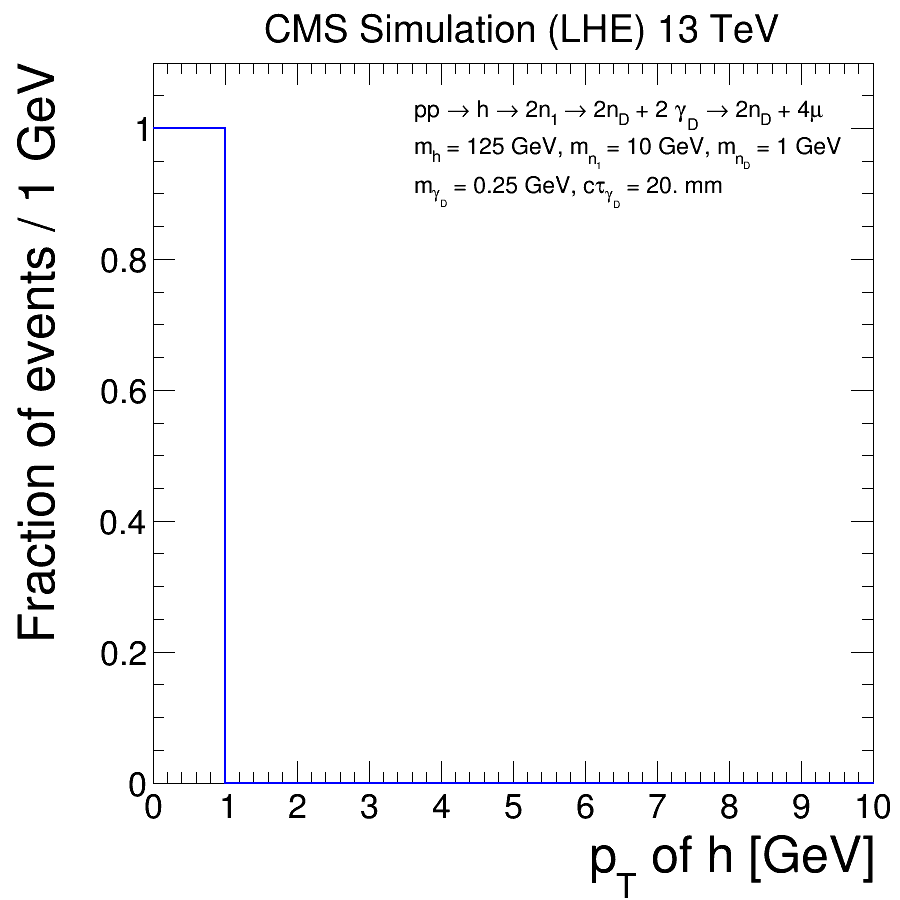 CMS Simulation (LHE) 13 TeV
Fraction of events / 1 GeV
pp → h → 2n₁ → 2n_D + 2 γ_D → 2n_D + 4μ
m_h = 125 GeV, m_n₁ = 10 GeV, m_n_D = 1 GeV
m_γ_D = 0.25 GeV, cτ_γ_D = 20. mm
1
0.8
0.6
0.4
0.2
0
0 1 2 3 4 5 6 7 8 9 10
p_T of h [GeV]